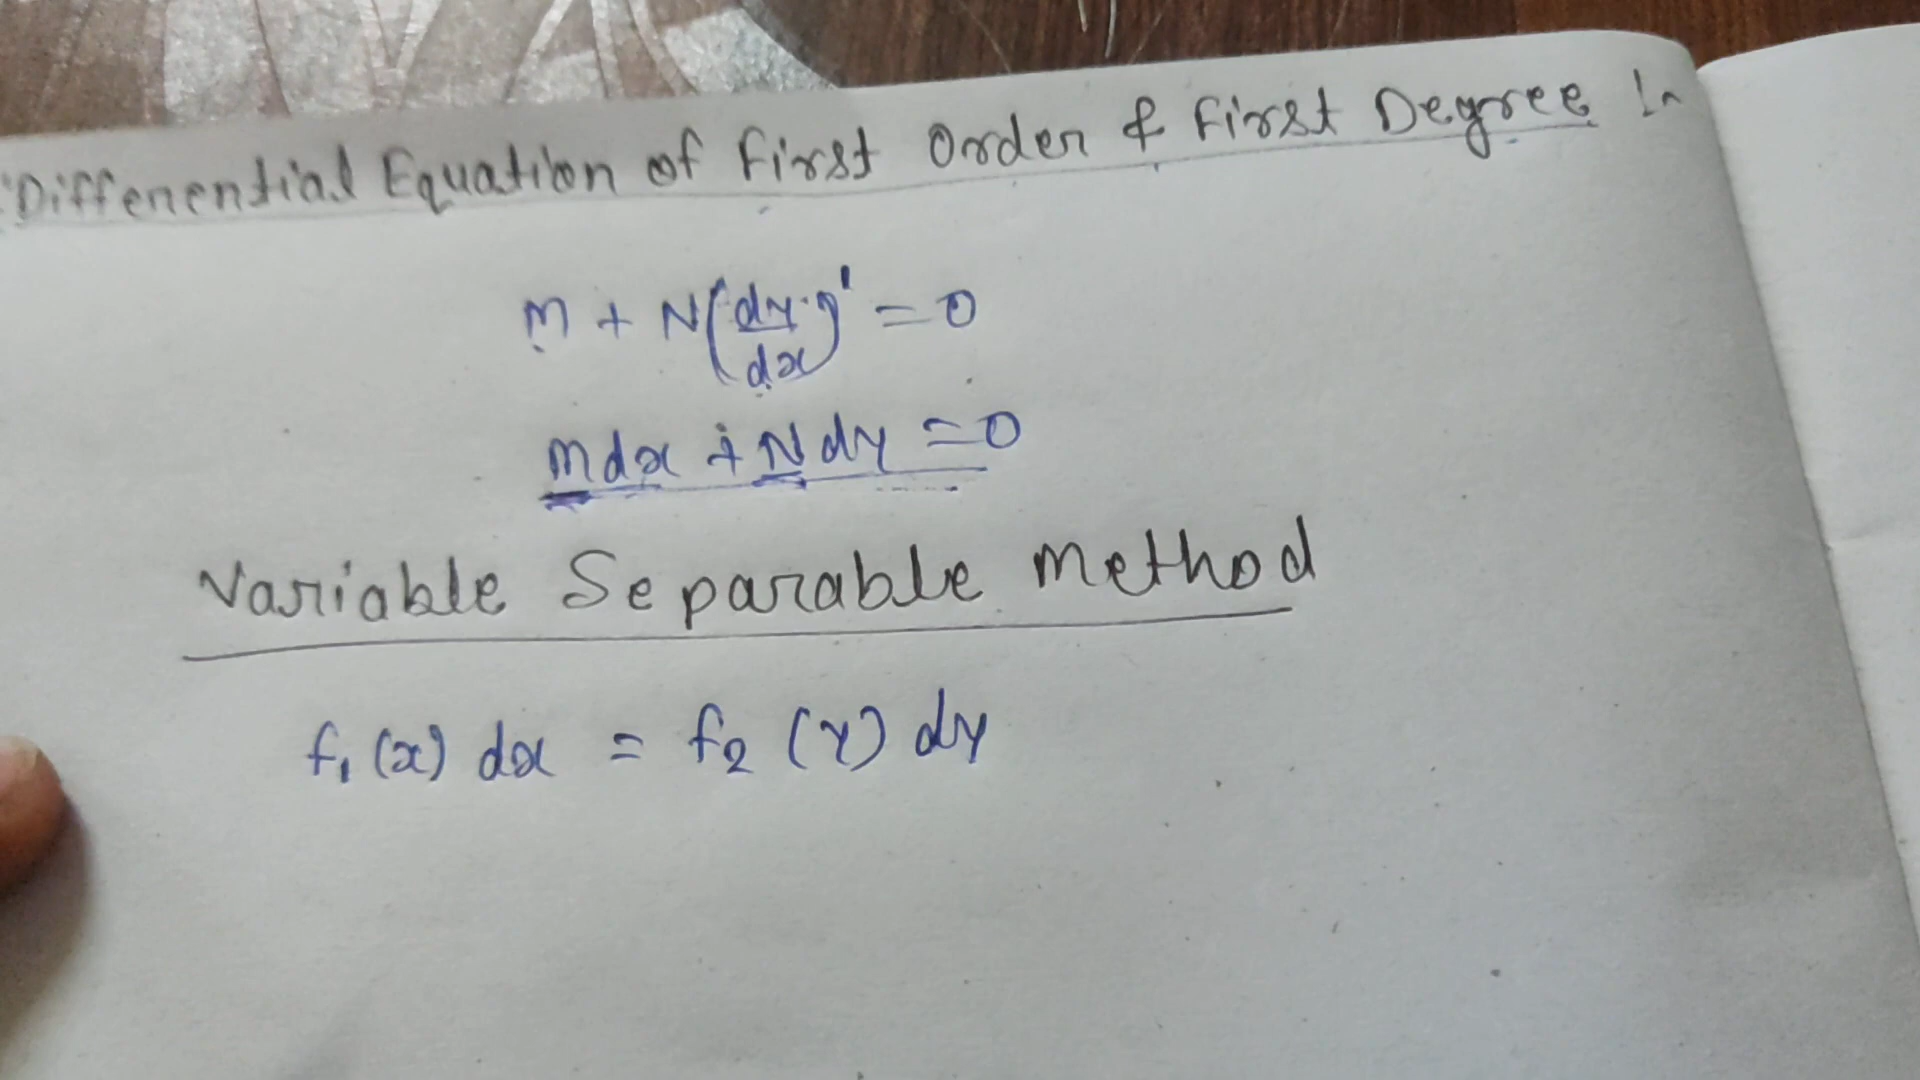 Differential Equation of First Order & First Degree :-
M + N(dy/dx)¹ = 0
Mdx + Ndy = 0
Variable Separable Method
f₁(x) dx = f₂(y) dy